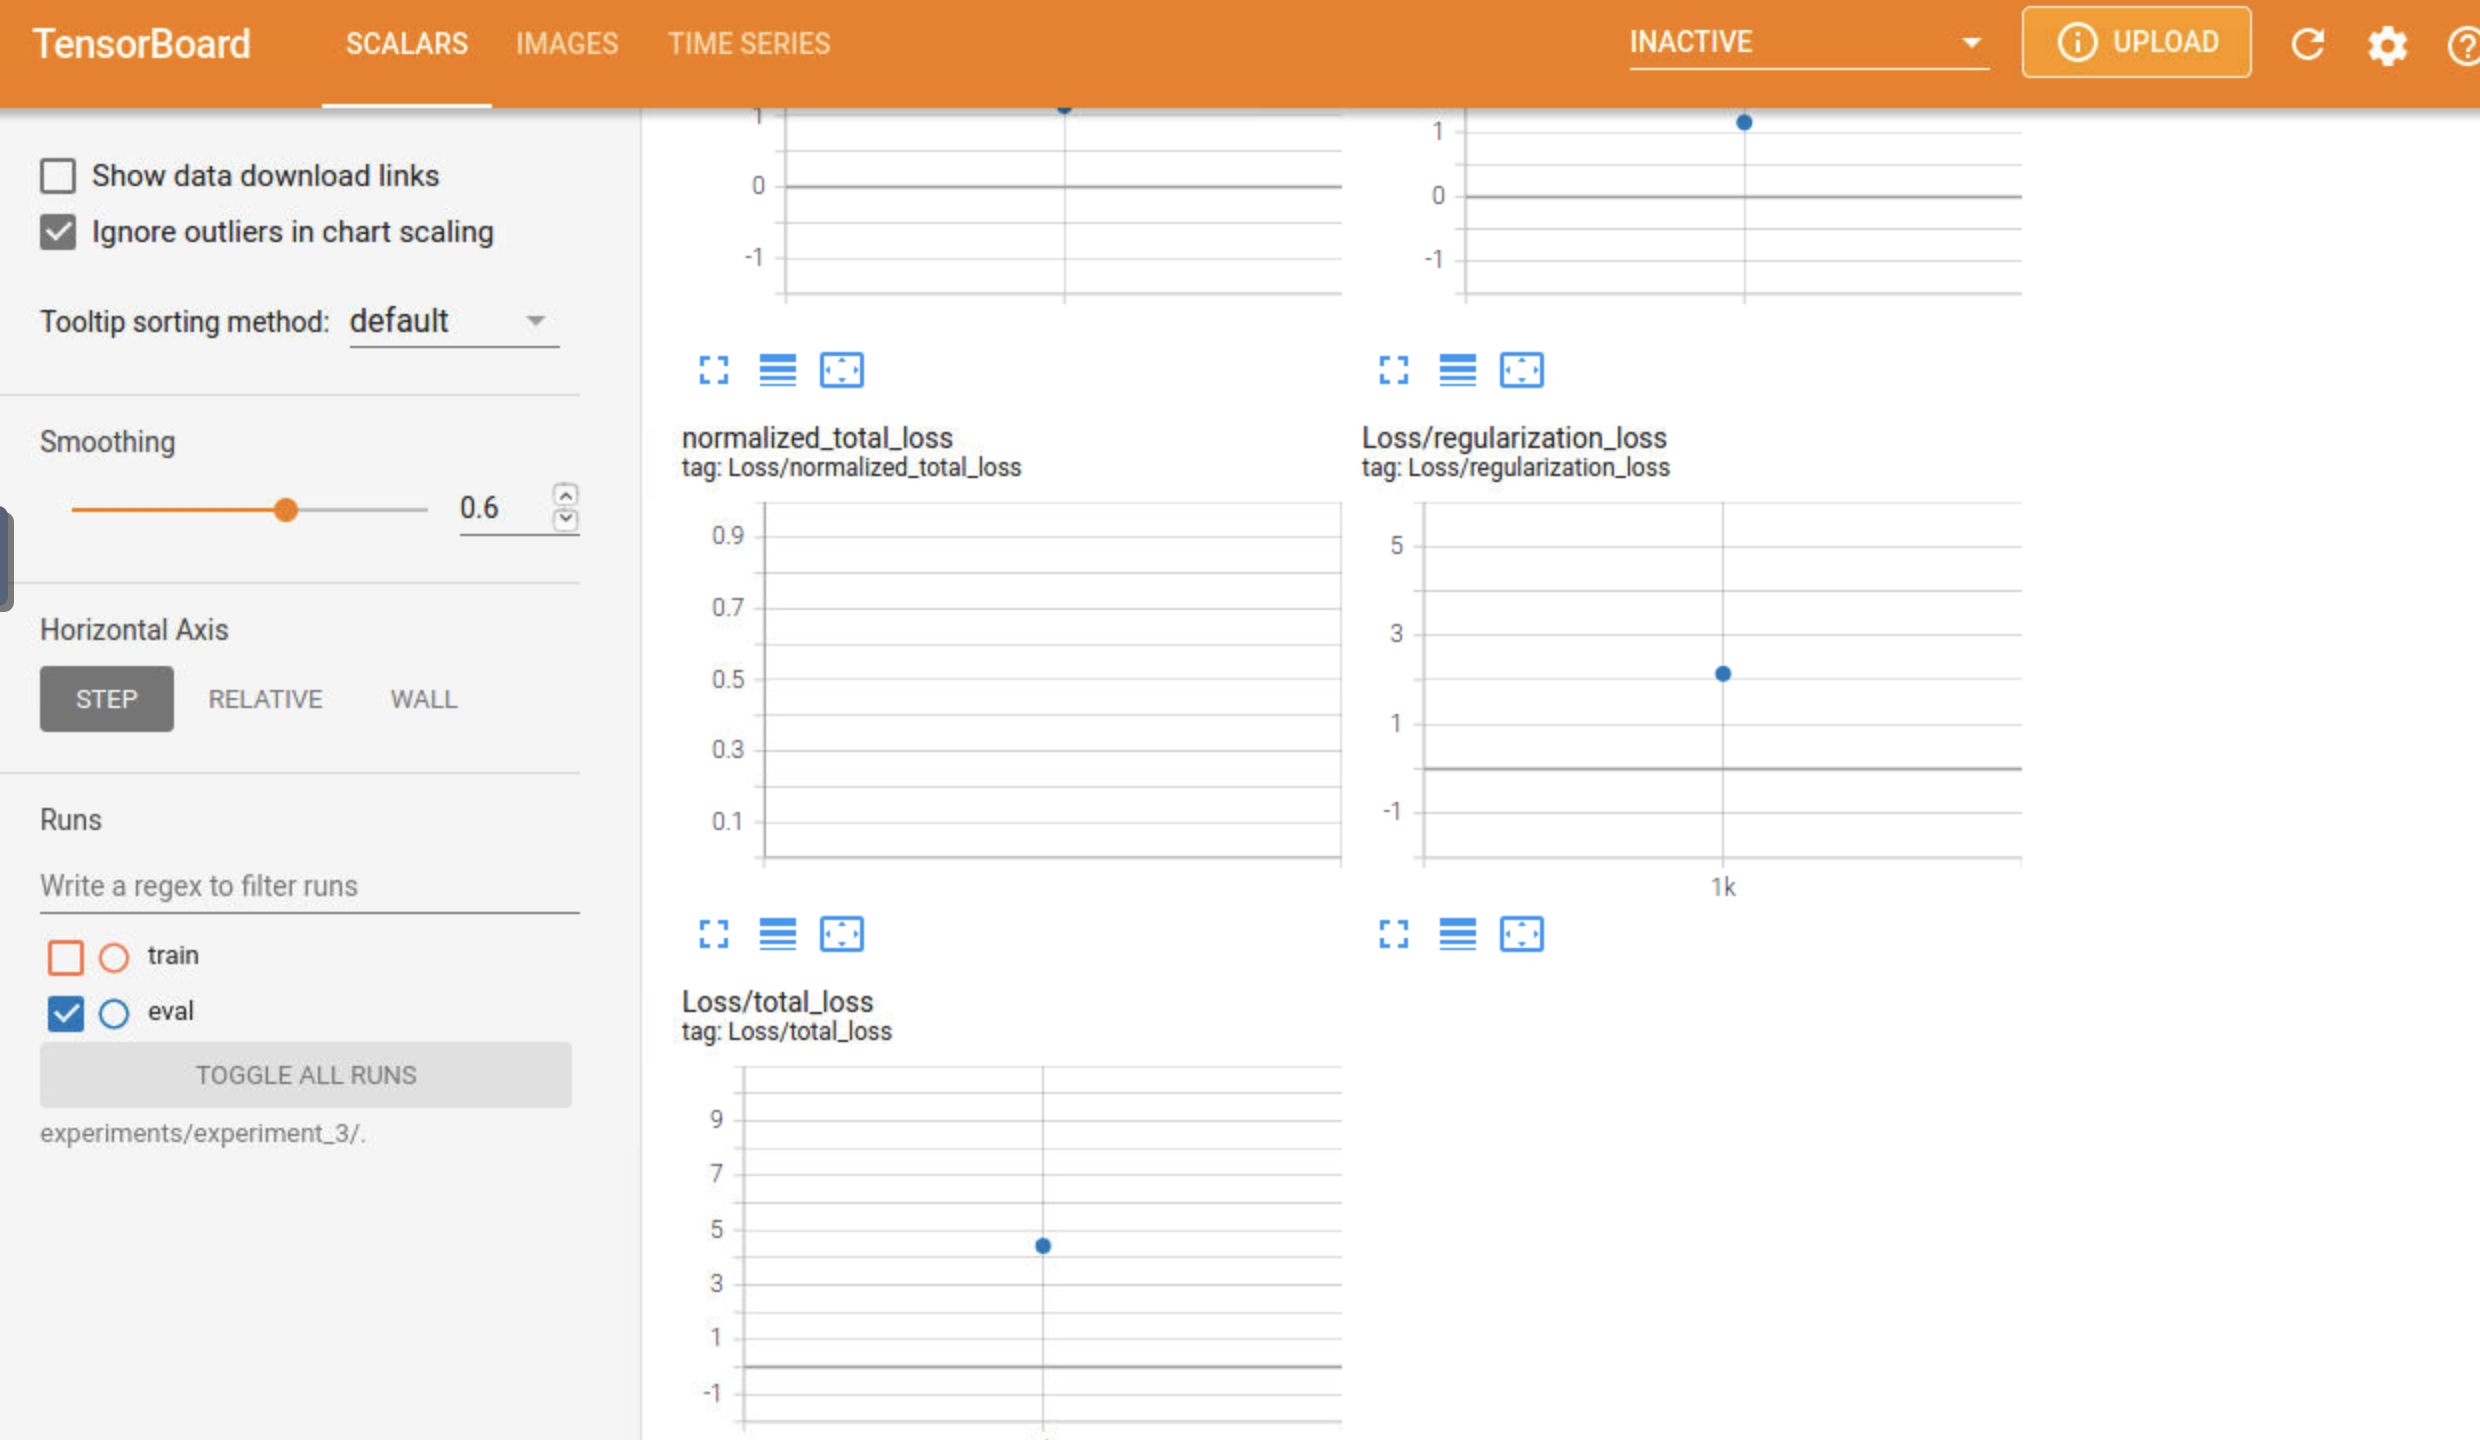 TensorBoard SCALARS IMAGES TIME SERIES INACTIVE UPLOAD
Show data download links
Ignore outliers in chart scaling
Tooltip sorting method: default
Smoothing
0.6
Horizontal Axis
STEP RELATIVE WALL
Runs
Write a regex to filter runs
train
eval
TOGGLE ALL RUNS
experiments/experiment_3/.
1
0
-1
1
0
-1
normalized_total_loss
tag: Loss/normalized_total_loss
0.9
0.7
0.5
0.3
0.1
Loss/regularization_loss
tag: Loss/regularization_loss
5
3
1
-1
1k
Loss/total_loss
tag: Loss/total_loss
9
7
5
3
1
-1